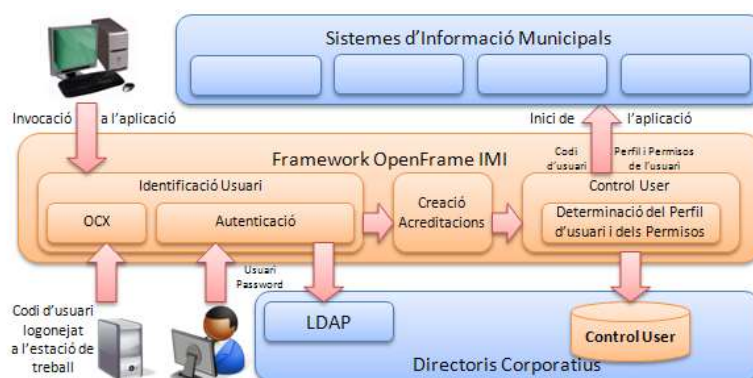 Sistemes d'Informació Municipals
Invocació a l'aplicació
Inici de l'aplicació
Codi d'usuari
Perfil i Permisos de l'usuari
Framework OpenFrame IMI
Identificació Usuari
OCX
Autenticació
Creació
Acreditacions
Control User
Determinació del Perfil
d'usuari i dels Permisos
Usuari
Password
Codi d'usuari
logonejat
a l'estació de
treball
LDAP
Control User
Directoris Corporatius